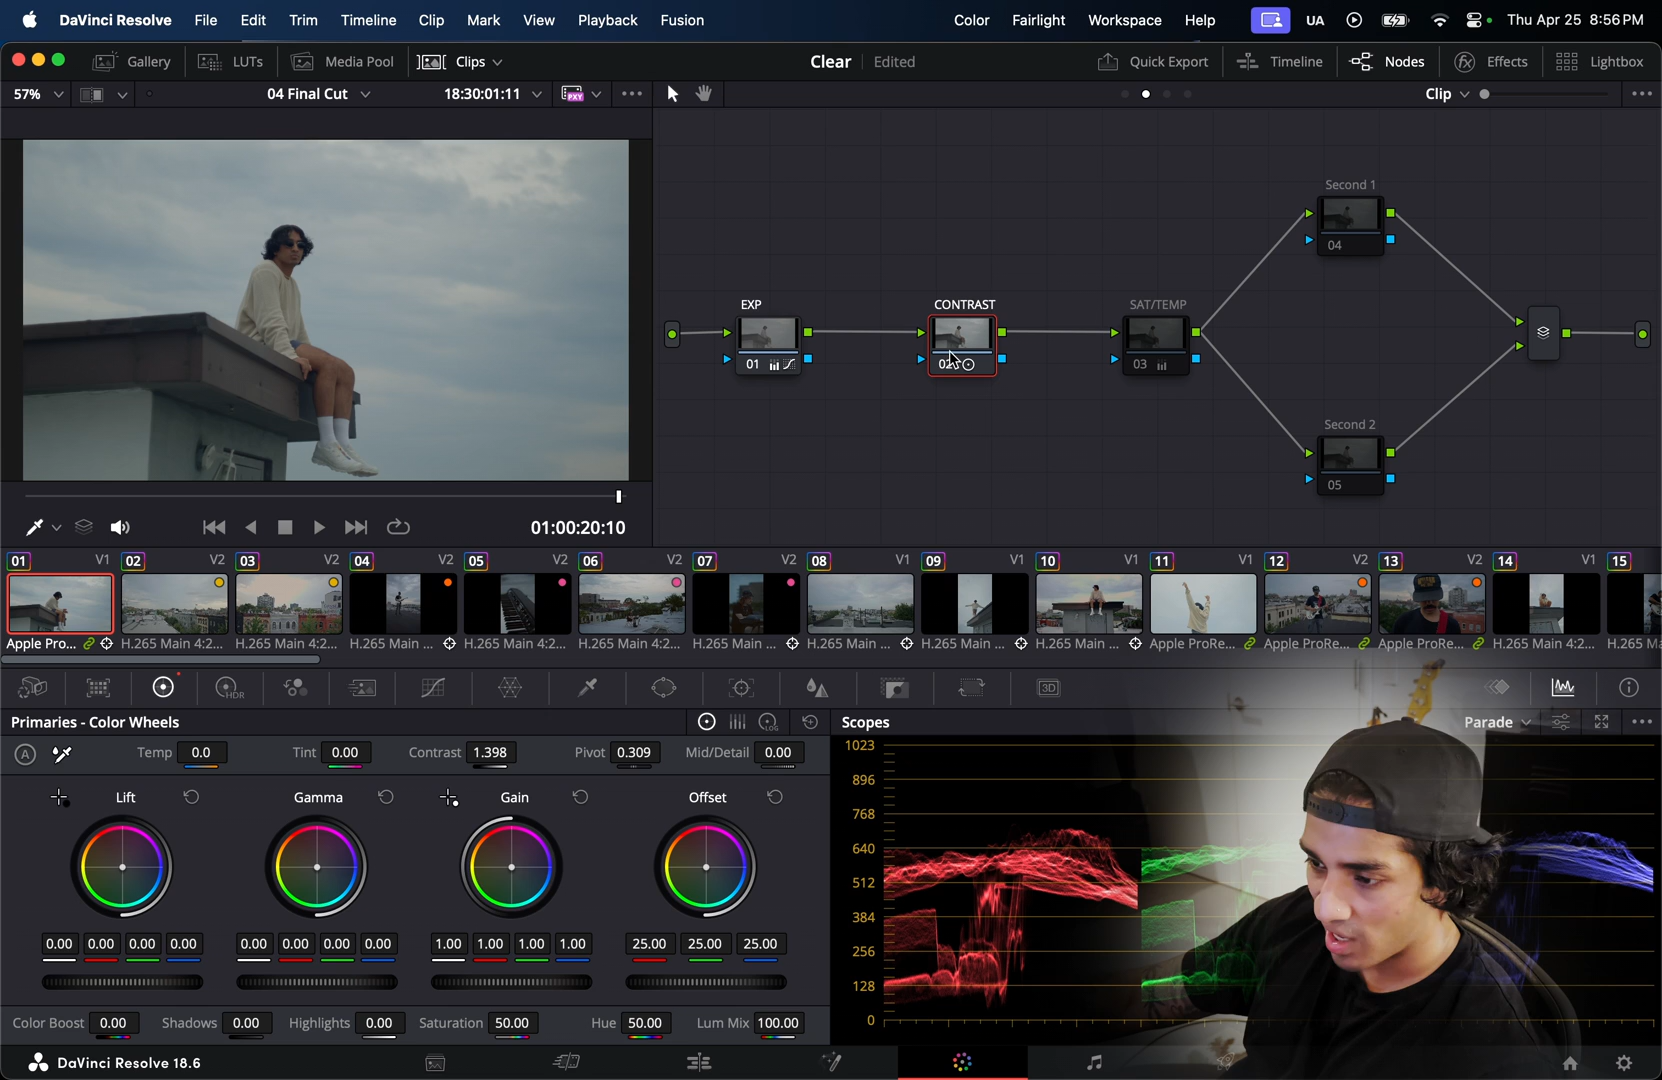 DaVinci Resolve File Edit Trim Timeline Clip Mark View Playback Fusion Color Fairlight Workspace Help UA Thu Apr 25 8:56 PM
Gallery LUTs Media Pool Clips Clear Edited Quick Export Timeline Nodes fx Effects Lightbox
57% 04 Final Cut 18:30:01:11 PXY Clip
Second 1
04
EXP CONTRAST SAT/TEMP
01 02 03
Second 2
05
01:00:20:10
01 V1 02 V2 03 V2 04 V2 05 V2 06 V2 07 V2 08 V1 09 V1 10 V1 11 V1 12 V2 13 V2 14 V1 15
Apple Pro... H.265 Main 4:2... H.265 Main 4:2... H.265 Main ... H.265 Main 4:2... H.265 Main 4:2... H.265 Main ... H.265 Main ... H.265 Main ... H.265 Main ... Apple ProRe... Apple ProRe... Apple ProRe... H.265 Main 4:2... H.265 M
HDR 3D
Primaries - Color Wheels LOG Scopes Parade
A Temp 0.0 Tint 0.00 Contrast 1.398 Pivot 0.309 Mid/Detail 0.00
Lift Gamma Gain Offset
0.00 0.00 0.00 0.00 0.00 0.00 0.00 0.00 1.00 1.00 1.00 1.00 25.00 25.00 25.00
Color Boost 0.00 Shadows 0.00 Highlights 0.00 Saturation 50.00 Hue 50.00 Lum Mix 100.00
1023
896
768
640
512
384
256
128
0
DaVinci Resolve 18.6